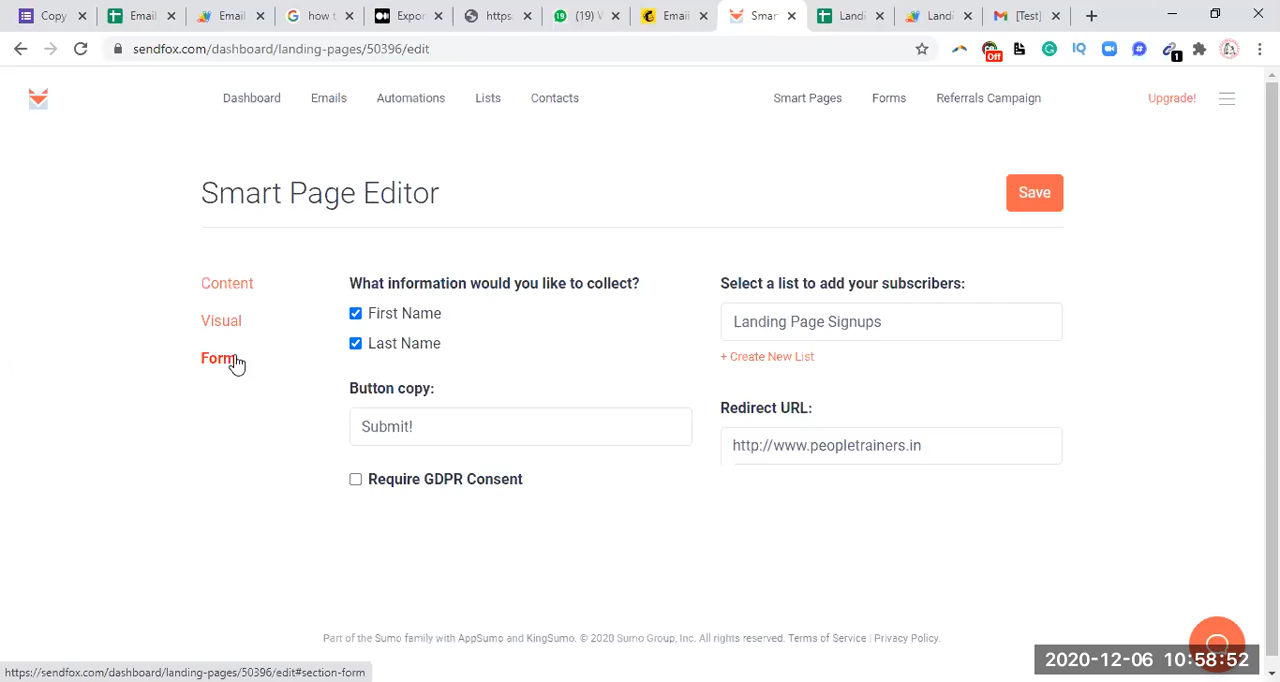 Copy
Email
Email
how t
Expor
https:
(19) V
Emaii
Smar
Landi
Landi
[Test]
sendfox.com/dashboard/landing-pages/50396/edit
Off
IQ
1
Dashboard
Emails
Automations
Lists
Contacts
Smart Pages
Forms
Referrals Campaign
Upgrade!
Smart Page Editor
Save
Content
Visual
Form
What information would you like to collect?
First Name
Last Name
Button copy:
Submit!
Require GDPR Consent
Select a list to add your subscribers:
Landing Page Signups
+ Create New List
Redirect URL:
http://www.peopletrainers.in
Part of the Sumo family with AppSumo and KingSumo. © 2020 Sumo Group, Inc. All rights reserved. Terms of Service | Privacy Policy.
2020-12-06 10:58:52
https://sendfox.com/dashboard/landing-pages/50396/edit#section-form